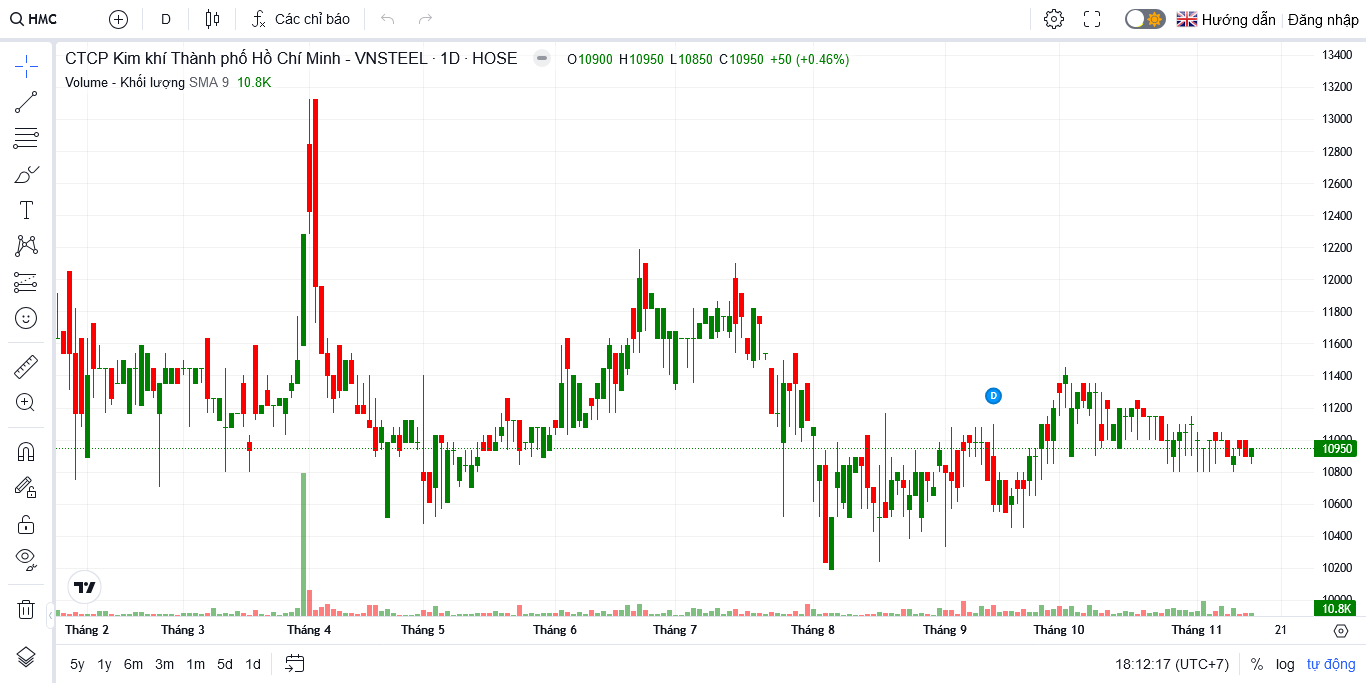 HMC D Các chỉ báo Hướng dẫn Đăng nhập
CTCP Kim khí Thành phố Hồ Chí Minh - VNSTEEL · 1D · HOSE O10900 H10950 L10850 C10950 +50 (+0.46%)
Volume - Khối lượng SMA 9 10.8K
13400
13200
13000
12800
12600
12400
12200
12000
11800
11600
11400
D
11200
11000
10950
10800
10600
10400
10200
10000
10.8K
Tháng 2 Tháng 3 Tháng 4 Tháng 5 Tháng 6 Tháng 7 Tháng 8 Tháng 9 Tháng 10 Tháng 11 21
5y 1y 6m 3m 1m 5d 1d 18:12:17 (UTC+7) % log tự động